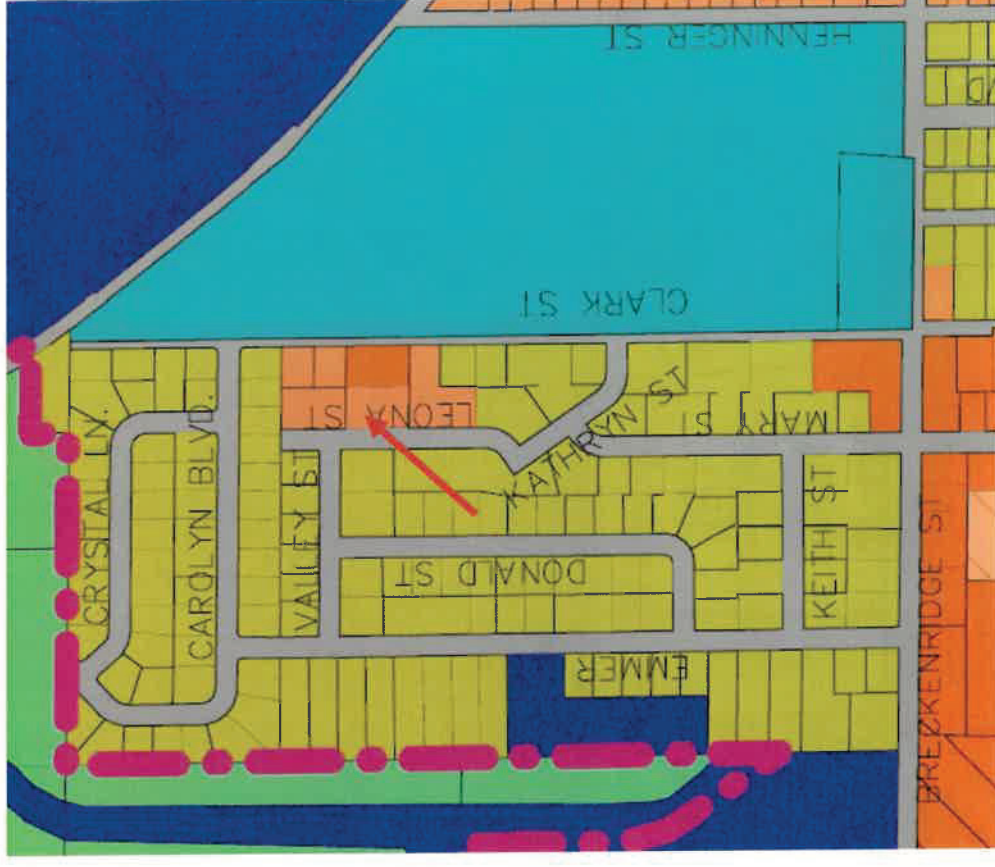 HENNINGER ST
CLARK ST
LEONA ST
KATHRYN ST
MARY ST
CRYSTAL LN.
CAROLYN BLVD.
VALLEY ST
DONALD ST
KEITH ST
EMMER
BRECKENRIDGE ST